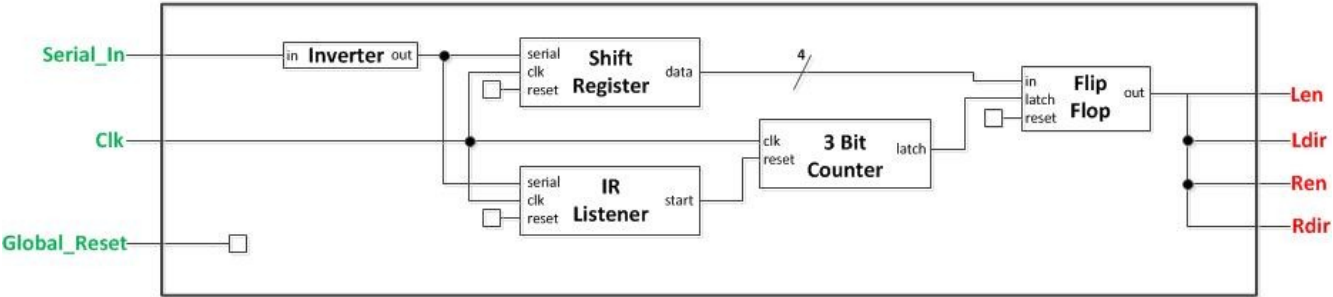 Serial_In
in Inverter out
serial
clk
reset
Shift
Register
data
4
in
latch
reset
Flip
Flop
out
Len
Ldir
Ren
Rdir
Clk
clk
reset
3 Bit
Counter
latch
serial
clk
reset
IR
Listener
start
Global_Reset